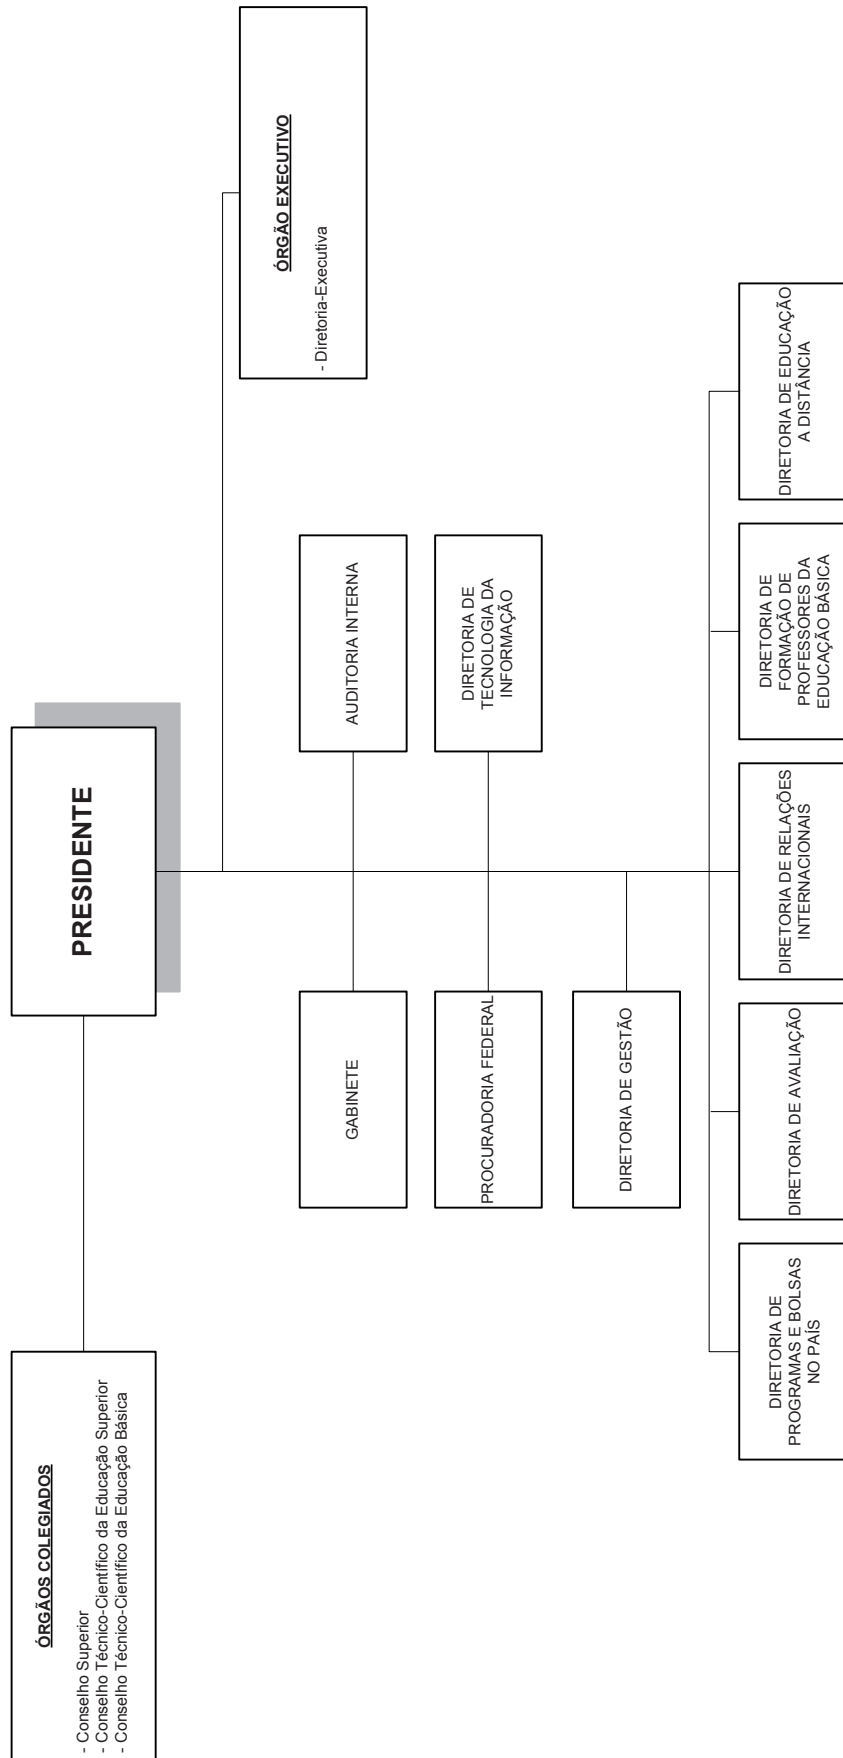 ÓRGÃOS COLEGIADOS
- Conselho Superior
- Conselho Técnico-Científico da Educação Superior
- Conselho Técnico-Científico da Educação Básica
PRESIDENTE
ÓRGÃO EXECUTIVO
- Diretoria-Executiva
GABINETE
AUDITORIA INTERNA
PROCURADORIA FEDERAL
DIRETORIA DE
TECNOLOGIA DA
INFORMAÇÃO
DIRETORIA DE GESTÃO
DIRETORIA DE
PROGRAMAS E BOLSAS
NO PAÍS
DIRETORIA DE AVALIAÇÃO
DIRETORIA DE RELAÇÕES
INTERNACIONAIS
DIRETORIA DE
FORMAÇÃO DE
PROFESSORES DA
EDUCAÇÃO BÁSICA
DIRETORIA DE EDUCAÇÃO
A DISTÂNCIA